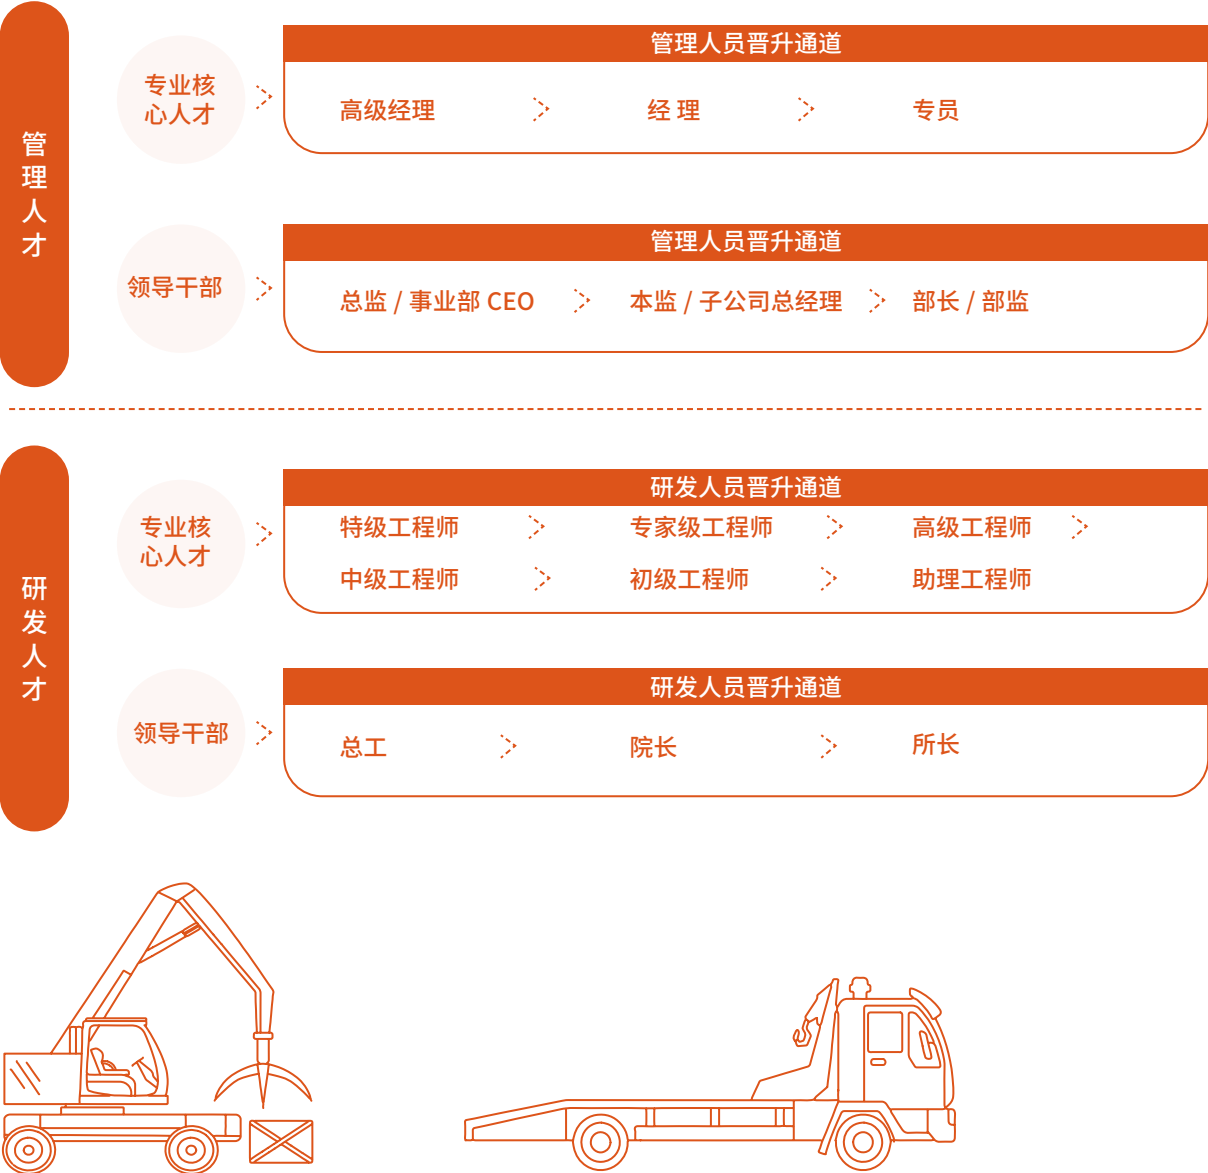 管理人才
专业核
心人才
管理人员晋升通道
高级经理 经 理 专员
领导干部
管理人员晋升通道
总监 / 事业部 CEO 本监 / 子公司总经理 部长 / 部监
研发人才
专业核
心人才
研发人员晋升通道
特级工程师 专家级工程师 高级工程师
中级工程师 初级工程师 助理工程师
领导干部
研发人员晋升通道
总工 院长 所长